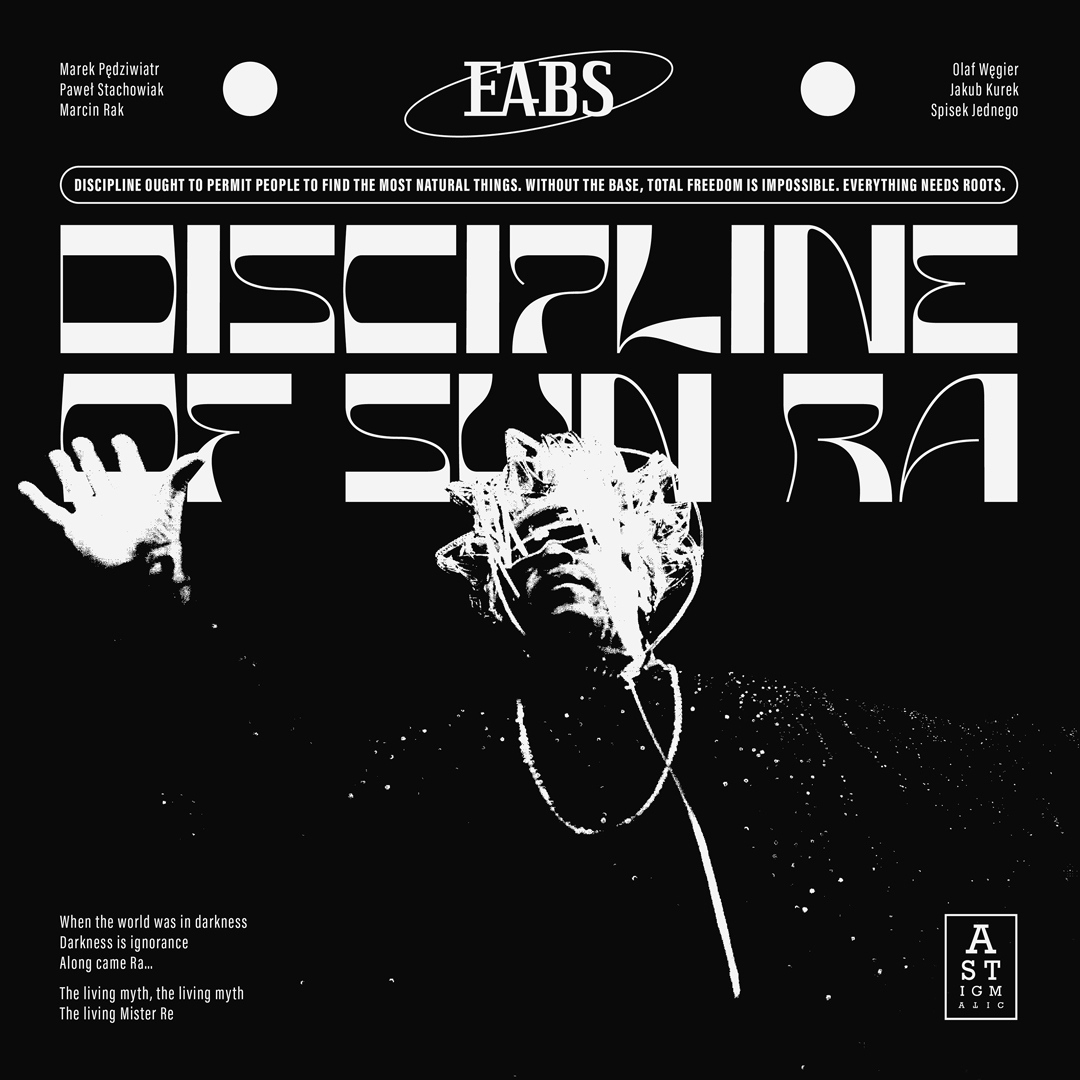 Marek Pędziwiatr
Paweł Stachowiak
Marcin Rak
EABS
Olaf Węgier
Jakub Kurek
Spisek Jednego
DISCIPLINE OUGHT TO PERMIT PEOPLE TO FIND THE MOST NATURAL THINGS. WITHOUT THE BASE, TOTAL FREEDOM IS IMPOSSIBLE. EVERYTHING NEEDS ROOTS.
DISCIPLINE
OF SUN RA
When the world was in darkness
Darkness is ignorance
Along came Ra...
The living myth, the living myth
The living Mister Re
A
ST
IGM
ATIC